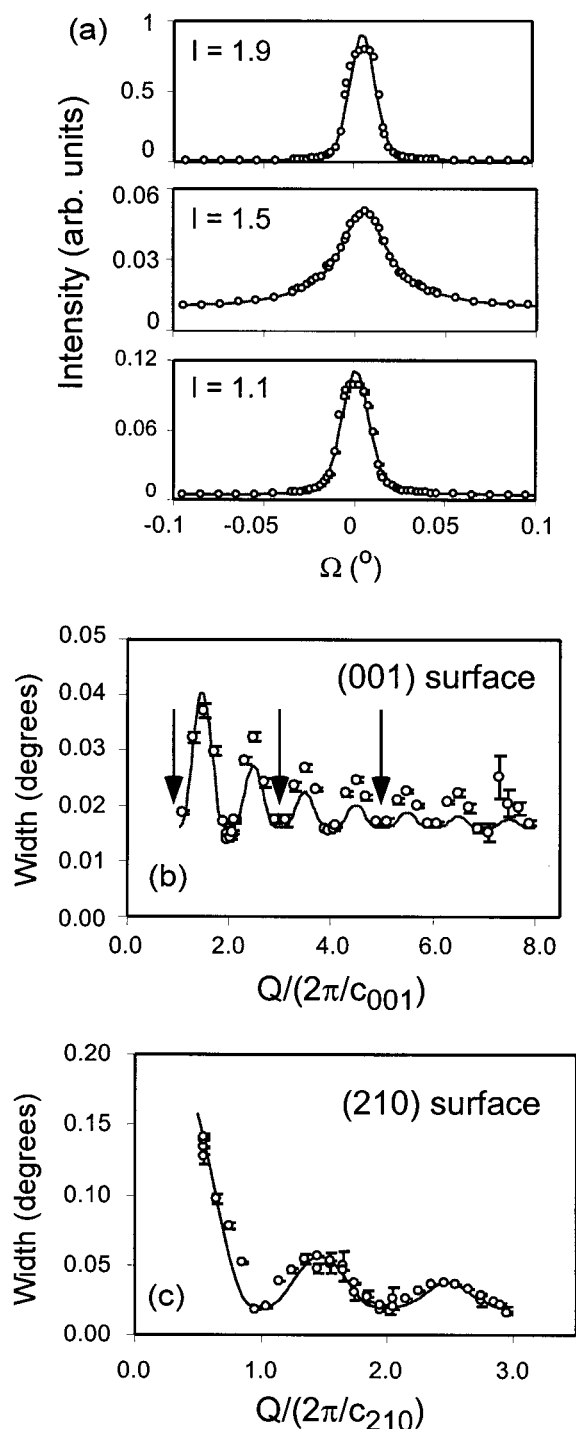 (a)
Intensity (arb. units)
1
0.5
0
l = 1.9
0.06
0.03
0
l = 1.5
0.12
0.06
0
l = 1.1
-0.1 -0.05 0 0.05 0.1
Ω (o)
Width (degrees)
0.05
0.04
0.03
0.02
0.01
0.00
(001) surface
(b)
0.0 2.0 4.0 6.0 8.0
Q/(2π/c001)
Width (degrees)
0.20
0.15
0.10
0.05
0.00
(210) surface
(c)
0.0 1.0 2.0 3.0
Q/(2π/c210)